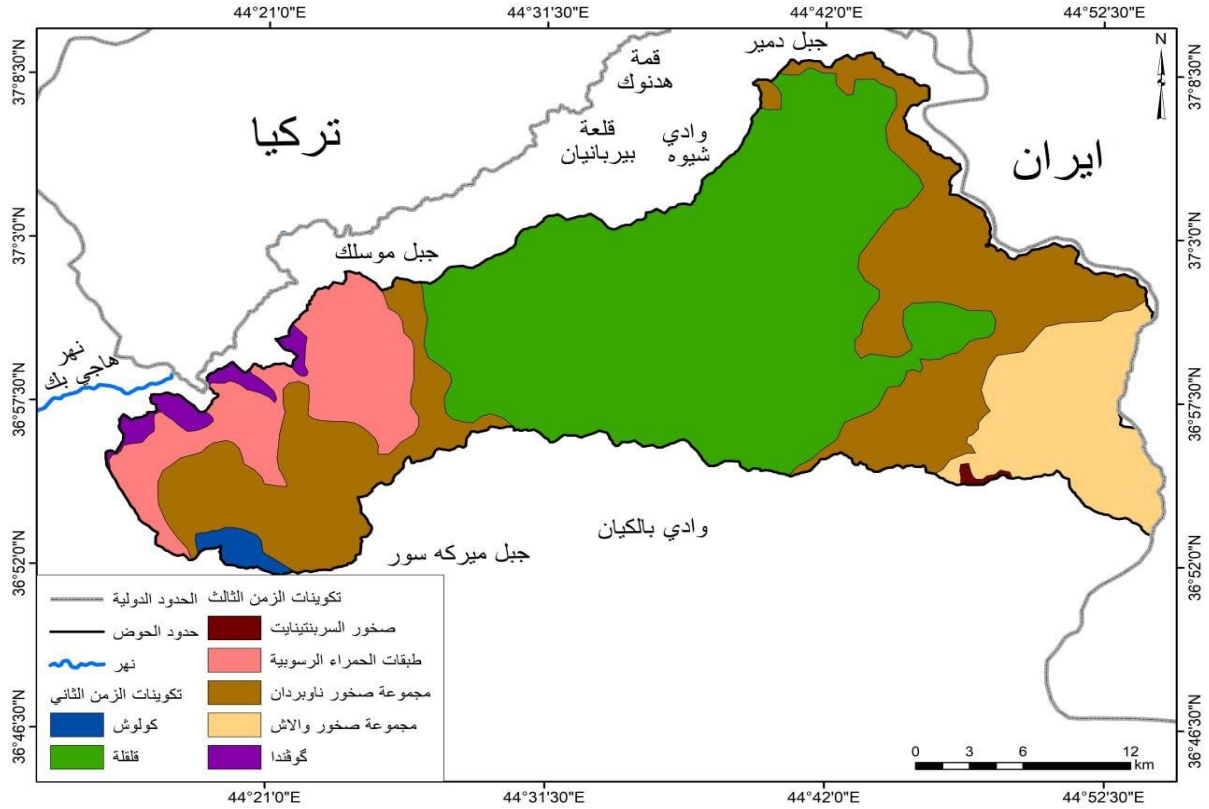 44°21'0"E 44°31'30"E 44°42'0"E 44°52'30"E
37°8'30"N
37°3'0"N
36°57'30"N
36°52'0"N
36°46'30"N
37°8'30"N
37°3'0"N
36°57'30"N
36°52'0"N
36°46'30"N
N
جبل دمير
قمة
هدنوك
تركيا
قلعة
بيربانيان
وادي
شيوه
ايران
جبل موسلك
نهر
هاجي بك
وادي بالكيان
جبل ميركه سور
تكوينات الزمن الثالث
صخور السربنتينايت
طبقات الحمراء الرسوبية
مجموعة صخور ناوبردان
مجموعة صخور والاش
گوڤندا
الحدود الدولية
حدود الحوض
نهر
تكوينات الزمن الثاني
كولوش
قلقلة
0 3 6 12
km
44°21'0"E 44°31'30"E 44°42'0"E 44°52'30"E